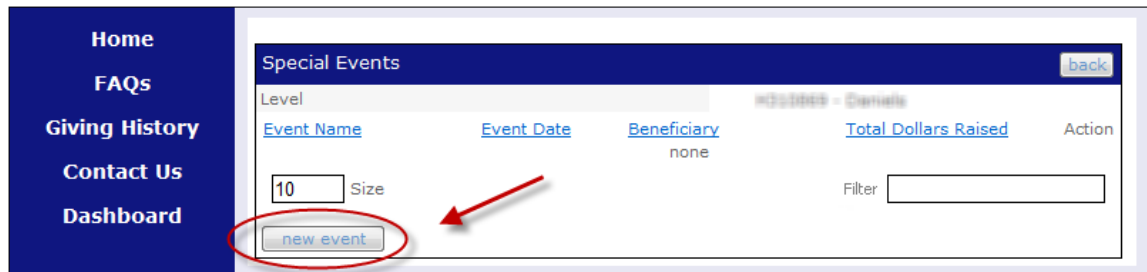 Home
FAQs
Giving History
Contact Us
Dashboard
Special Events back
Level
Event Name Event Date Beneficiary Total Dollars Raised Action
none
10 Size Filter
new event